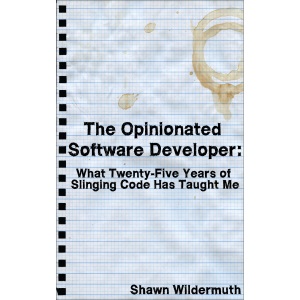 The Opinionated
Software Developer:
What Twenty-Five Years of
Slinging Code Has Taught Me
Shawn Wildermuth